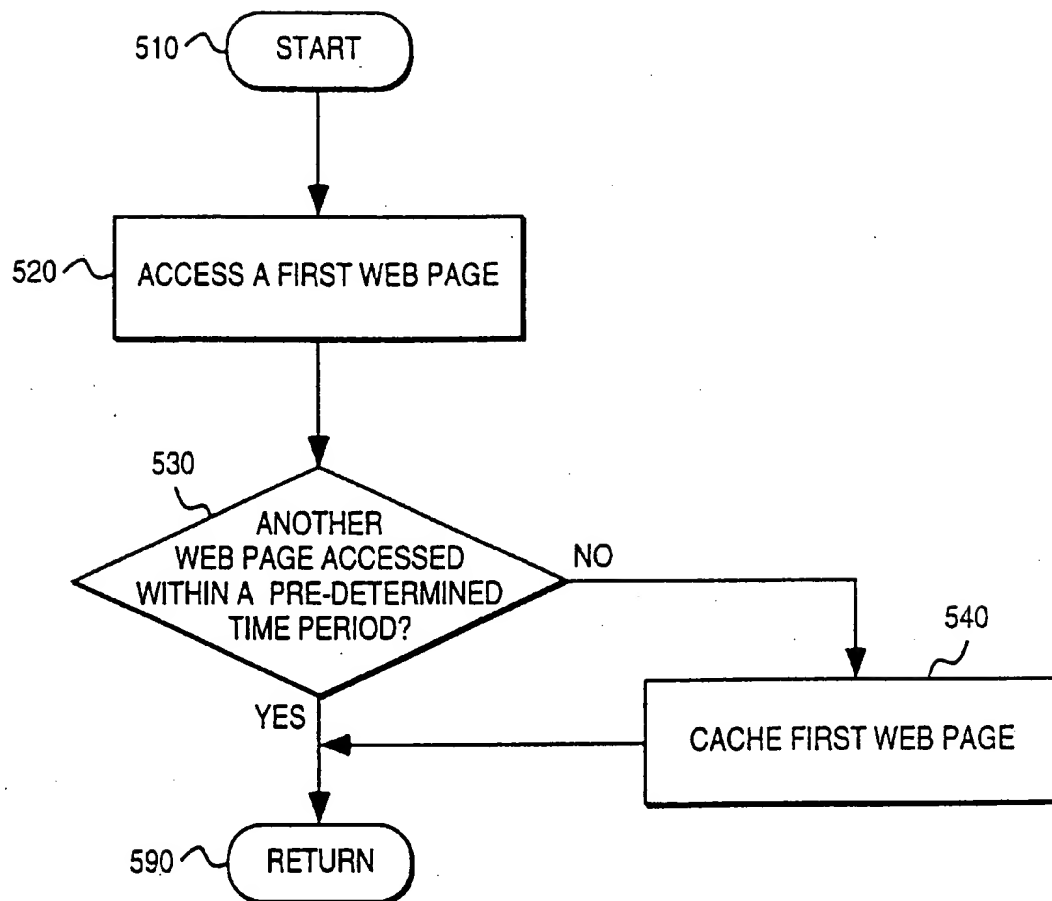 510
START
520
ACCESS A FIRST WEB PAGE
530
ANOTHER
WEB PAGE ACCESSED
WITHIN A PRE-DETERMINED
TIME PERIOD?
NO
540
YES
CACHE FIRST WEB PAGE
590
RETURN